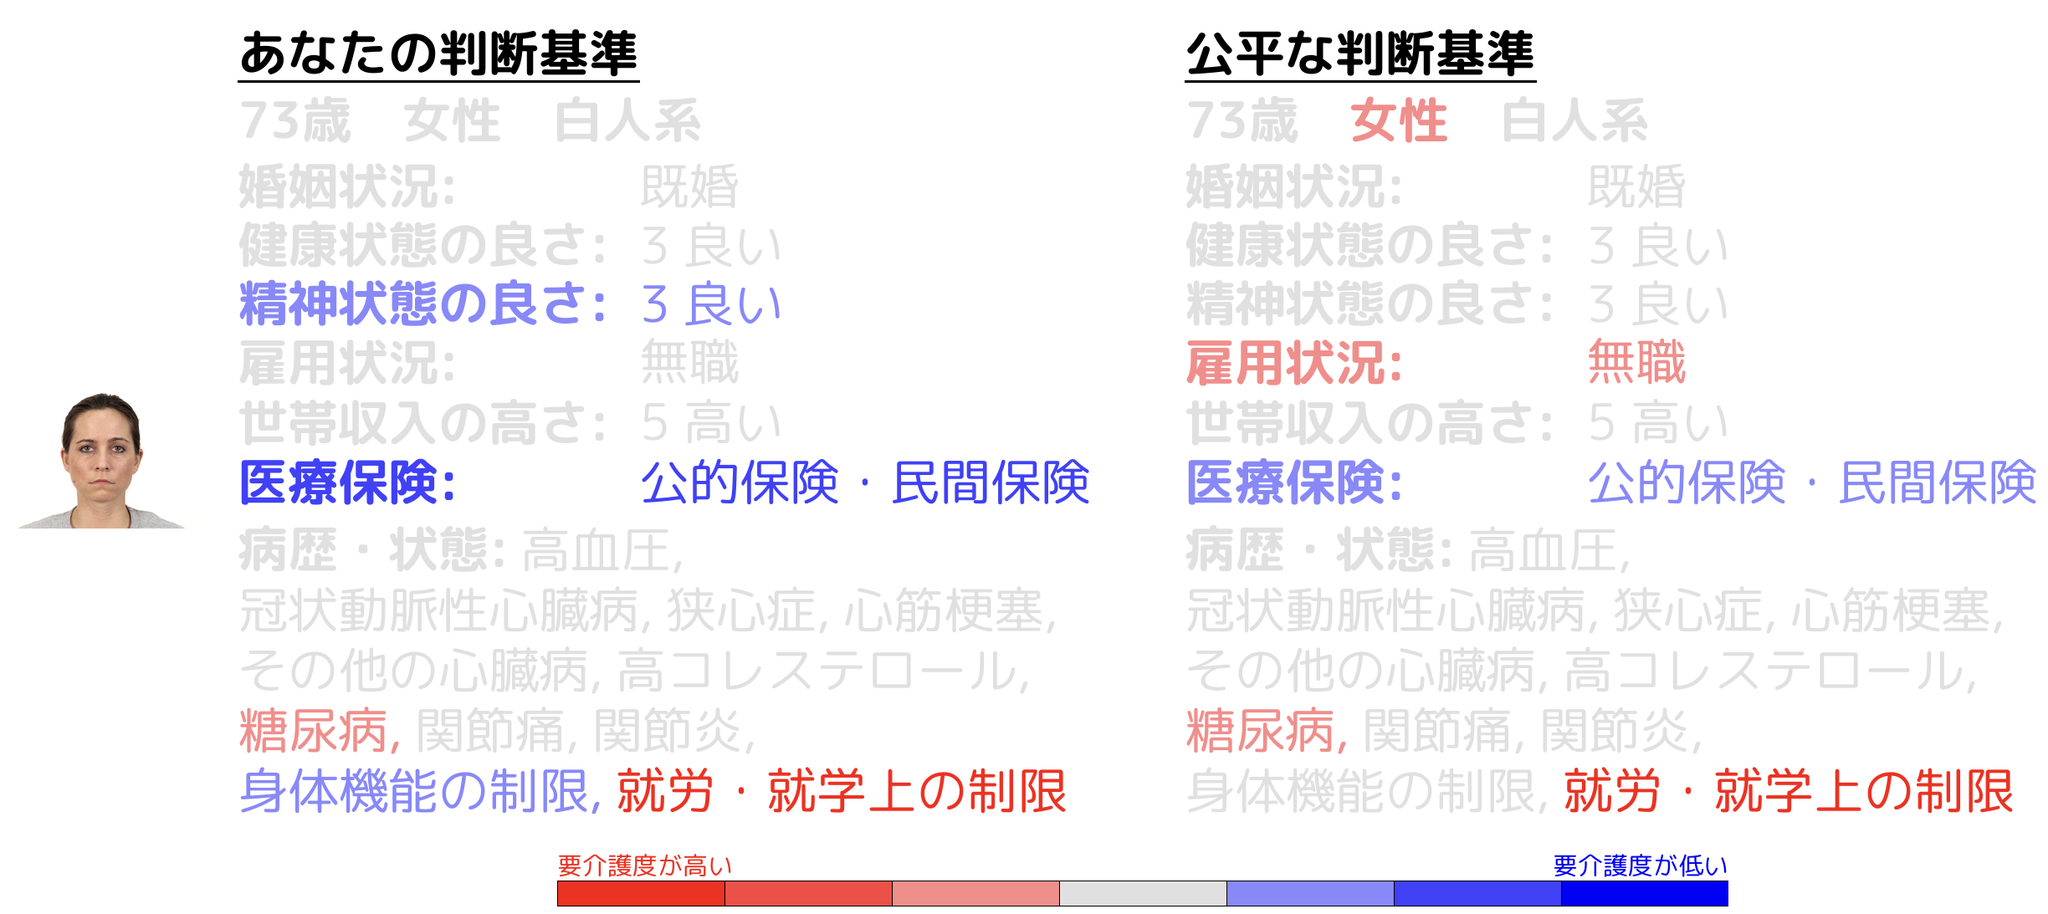 あなたの判断基準
73歳 女性 白人系
婚姻状況: 既婚
健康状態の良さ: 3 良い
精神状態の良さ: 3 良い
雇用状況: 無職
世帯収入の高さ: 5 高い
医療保険: 公的保険・民間保険
病歴・状態: 高血圧,
冠状動脈性心臓病, 狭心症, 心筋梗塞,
その他の心臓病, 高コレステロール,
糖尿病, 関節痛, 関節炎,
身体機能の制限, 就労・就学上の制限
公平な判断基準
73歳 女性 白人系
婚姻状況: 既婚
健康状態の良さ: 3 良い
精神状態の良さ: 3 良い
雇用状況: 無職
世帯収入の高さ: 5 高い
医療保険: 公的保険・民間保険
病歴・状態: 高血圧,
冠状動脈性心臓病, 狭心症, 心筋梗塞,
その他の心臓病, 高コレステロール,
糖尿病, 関節痛, 関節炎,
身体機能の制限, 就労・就学上の制限
要介護度が高い
要介護度が低い